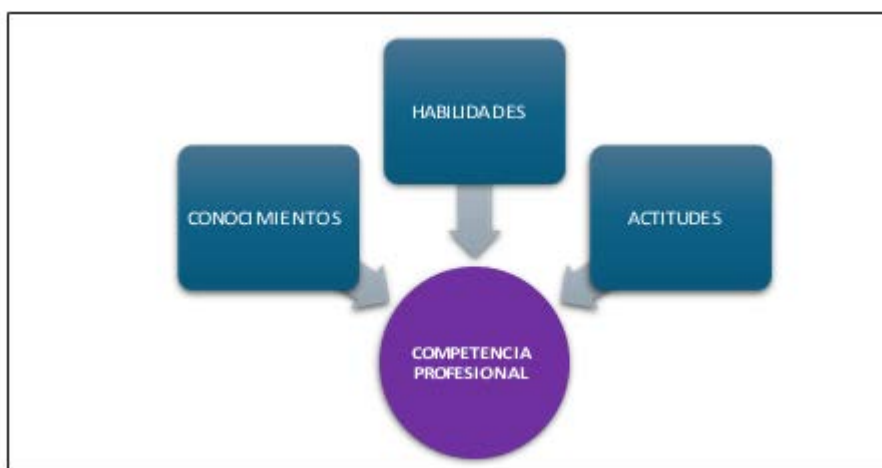 HABILIDADES
CONOCIMIENTOS
ACTITUDES
COMPETENCIA
PROFESIONAL